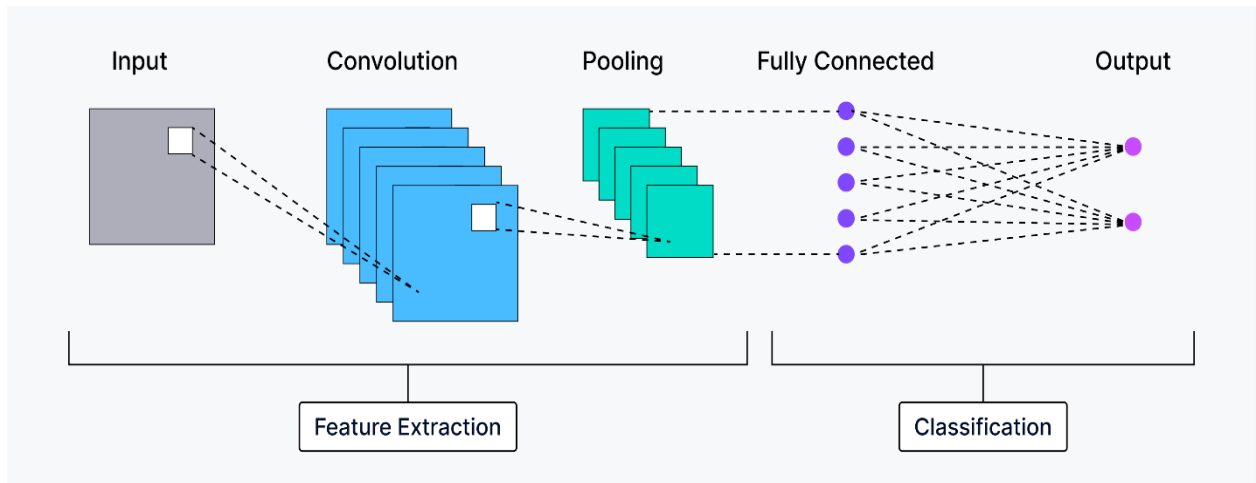 Input
Convolution
Pooling
Fully Connected
Output
Feature Extraction
Classification